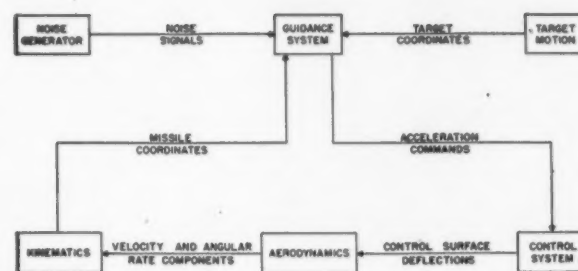 NOISE
GENERATOR
NOISE
SIGNALS
GUIDANCE
SYSTEM
TARGET
COORDINATES
TARGET
MOTION
MISSILE
COORDINATES
ACCELERATION
COMMANDS
KINEMATICS
VELOCITY AND ANGULAR
RATE COMPONENTS
AERODYNAMICS
CONTROL SURFACE
DEFLECTIONS
CONTROL
SYSTEM